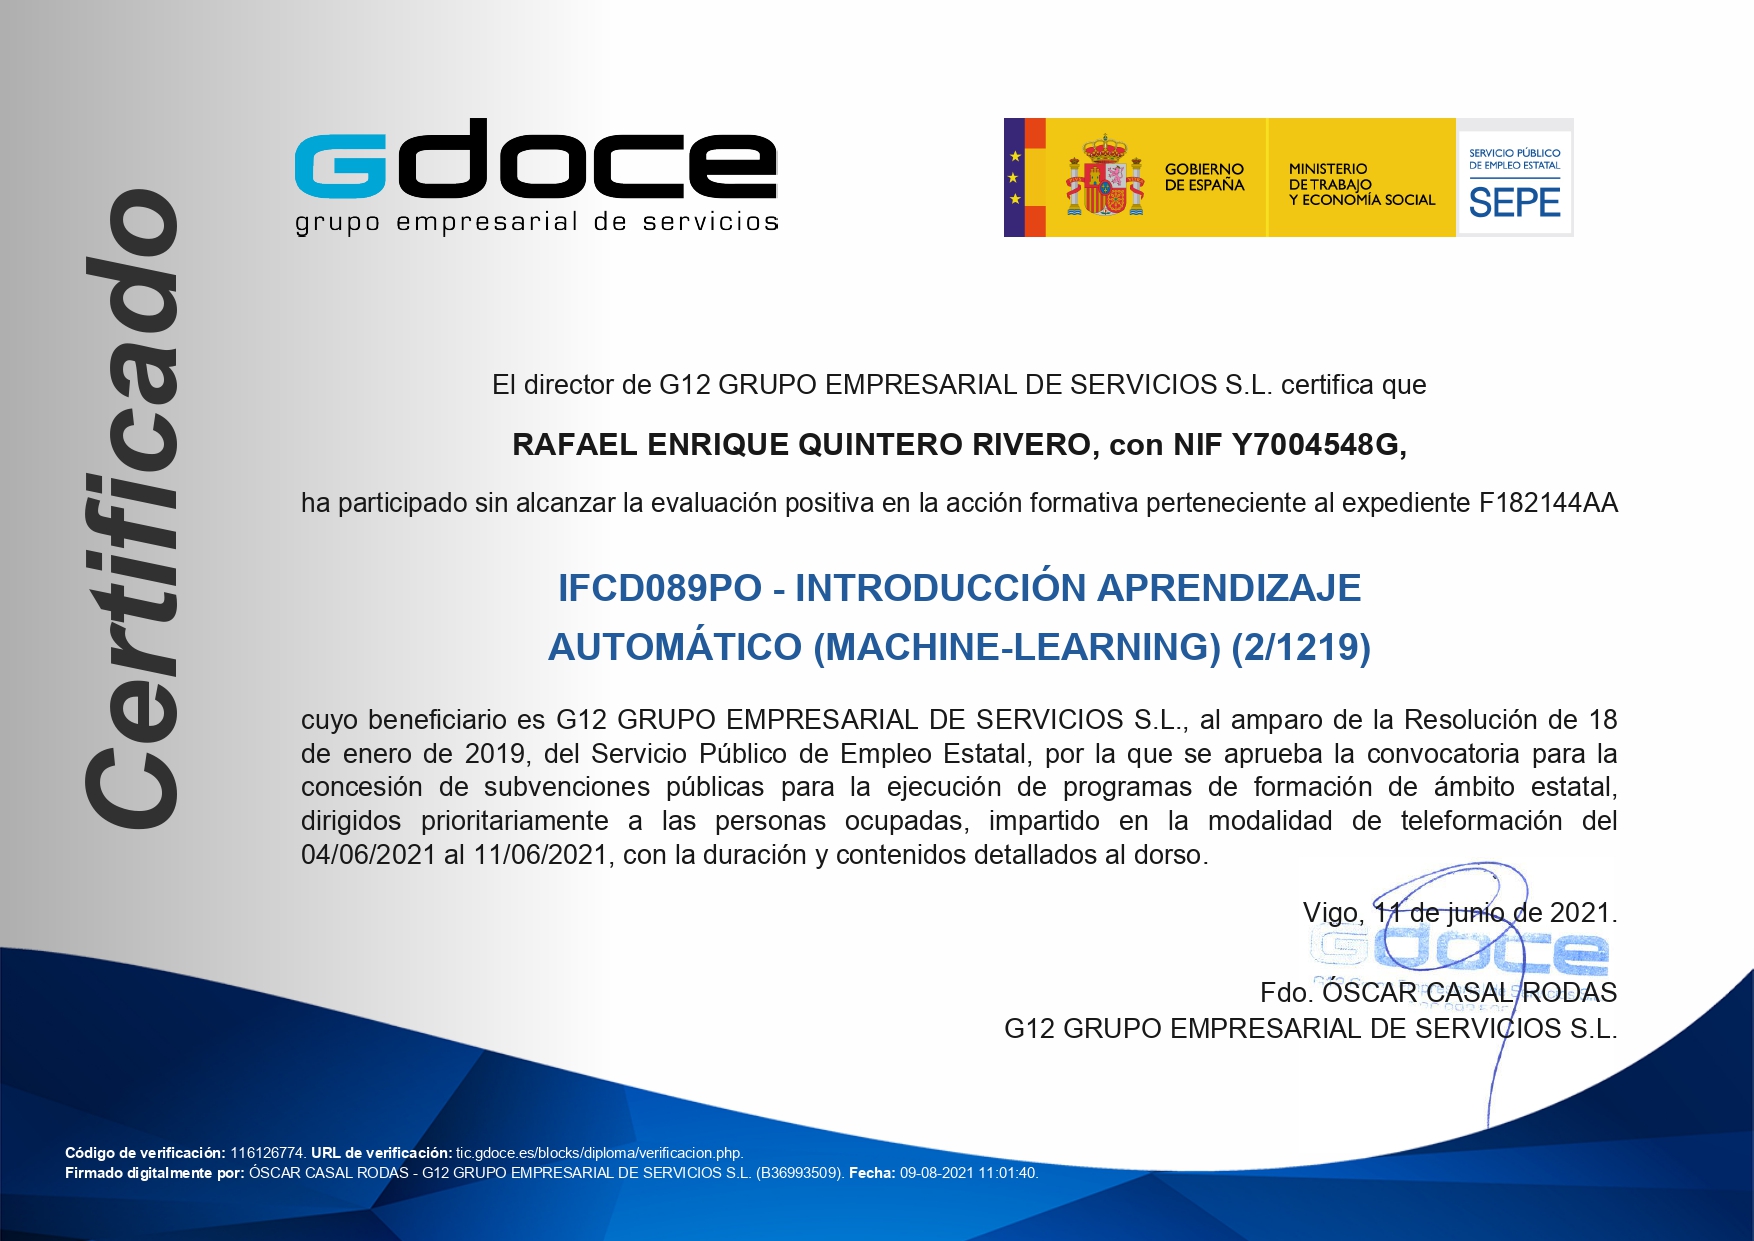 Certificado
Gdoce
grupo empresarial de servicios
GOBIERNO
DE ESPAÑA
MINISTERIO
DE TRABAJO
Y ECONOMÍA SOCIAL
SERVICIO PÚBLICO
DE EMPLEO ESTATAL
SEPE
El director de G12 GRUPO EMPRESARIAL DE SERVICIOS S.L. certifica que
RAFAEL ENRIQUE QUINTERO RIVERO, con NIF Y7004548G,
ha participado sin alcanzar la evaluación positiva en la acción formativa perteneciente al expediente F182144AA
IFCD089PO - INTRODUCCIÓN APRENDIZAJE
AUTOMÁTICO (MACHINE-LEARNING) (2/1219)
cuyo beneficiario es G12 GRUPO EMPRESARIAL DE SERVICIOS S.L., al amparo de la Resolución de 18
de enero de 2019, del Servicio Público de Empleo Estatal, por la que se aprueba la convocatoria para la
concesión de subvenciones públicas para la ejecución de programas de formación de ámbito estatal,
dirigidos prioritariamente a las personas ocupadas, impartido en la modalidad de teleformación del
04/06/2021 al 11/06/2021, con la duración y contenidos detallados al dorso.
Vigo, 11 de junio de 2021.
Gdoce
Fdo. ÓSCAR CASAL RODAS
G12 GRUPO EMPRESARIAL DE SERVICIOS S.L.
Código de verificación: 116126774. URL de verificación: tic.gdoce.es/blocks/diploma/verificacion.php.
Firmado digitalmente por: ÓSCAR CASAL RODAS - G12 GRUPO EMPRESARIAL DE SERVICIOS S.L. (B36993509). Fecha: 09-08-2021 11:01:40.